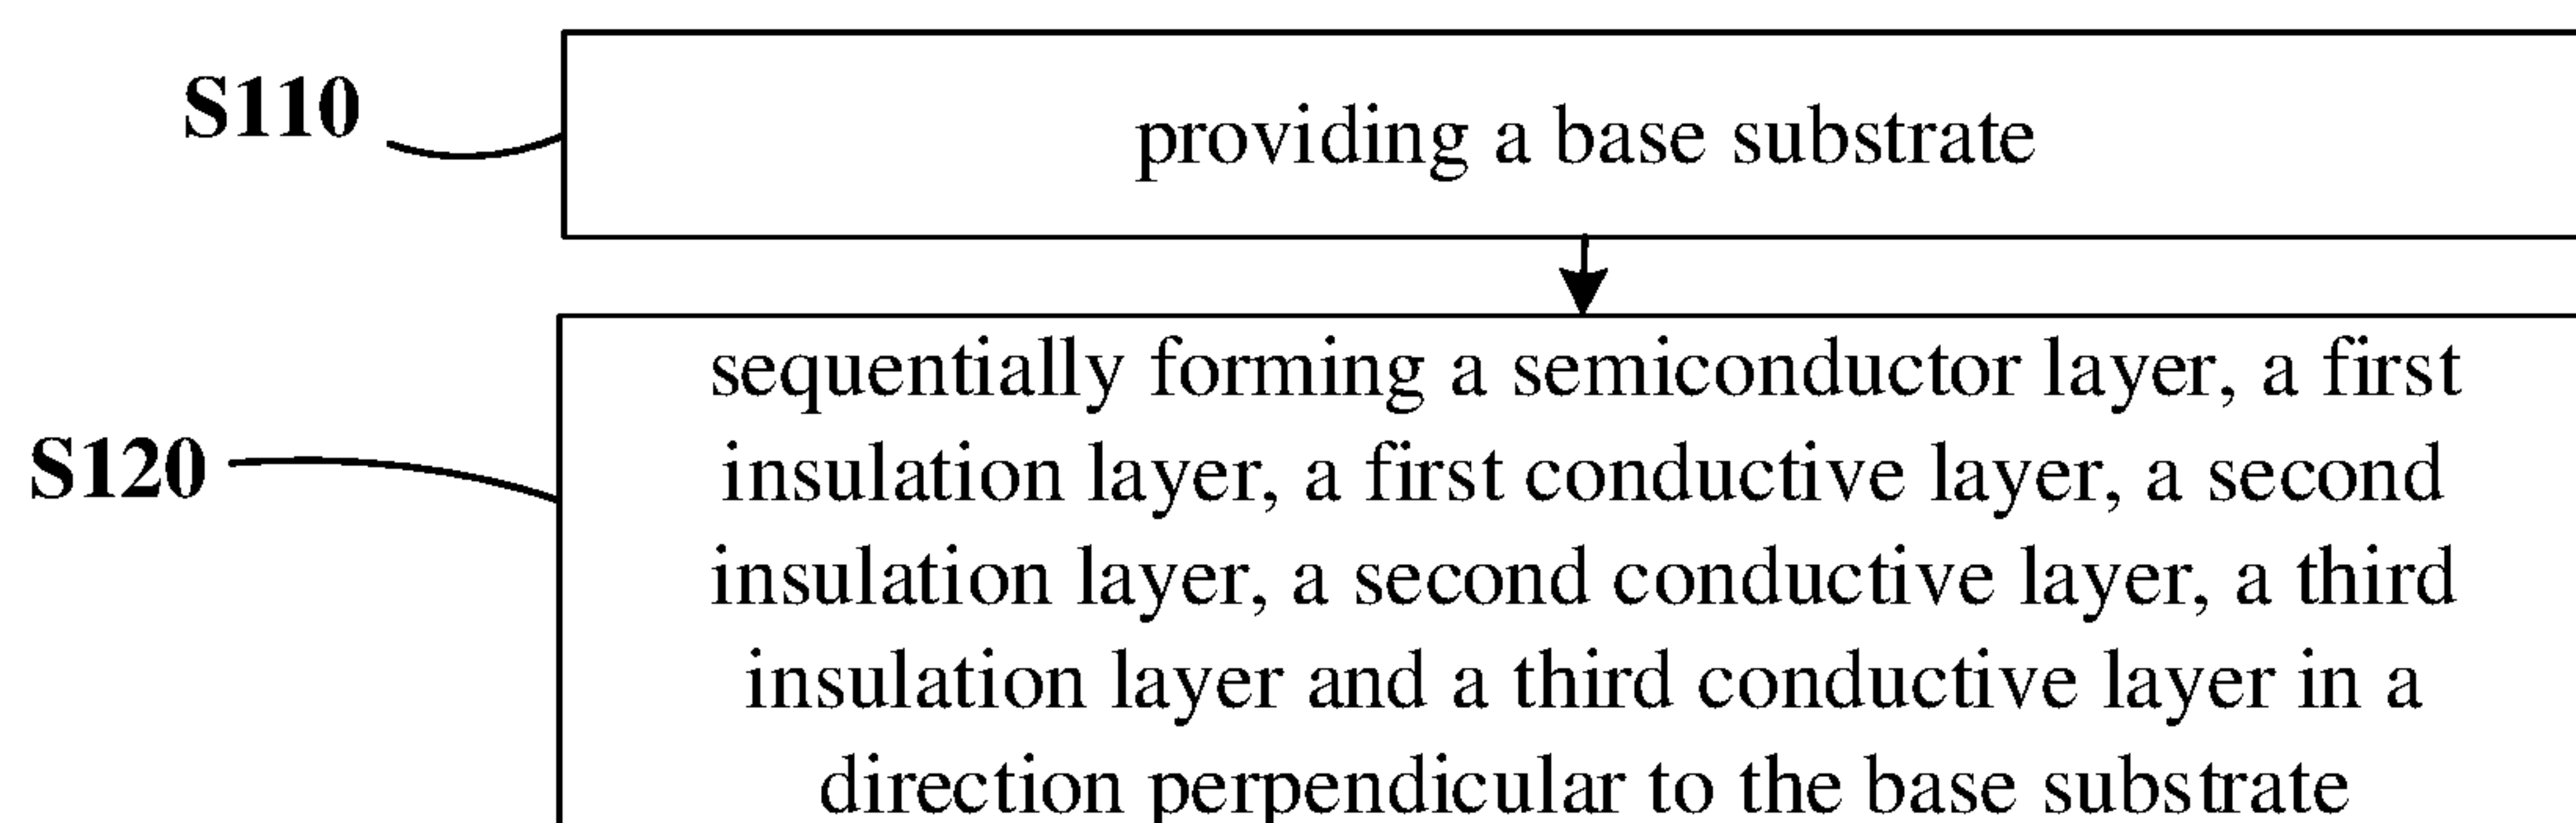 S110
providing a base substrate
S120
sequentially forming a semiconductor layer, a first
insulation layer, a first conductive layer, a second
insulation layer, a second conductive layer, a third
insulation layer and a third conductive layer in a
direction perpendicular to the base substrate